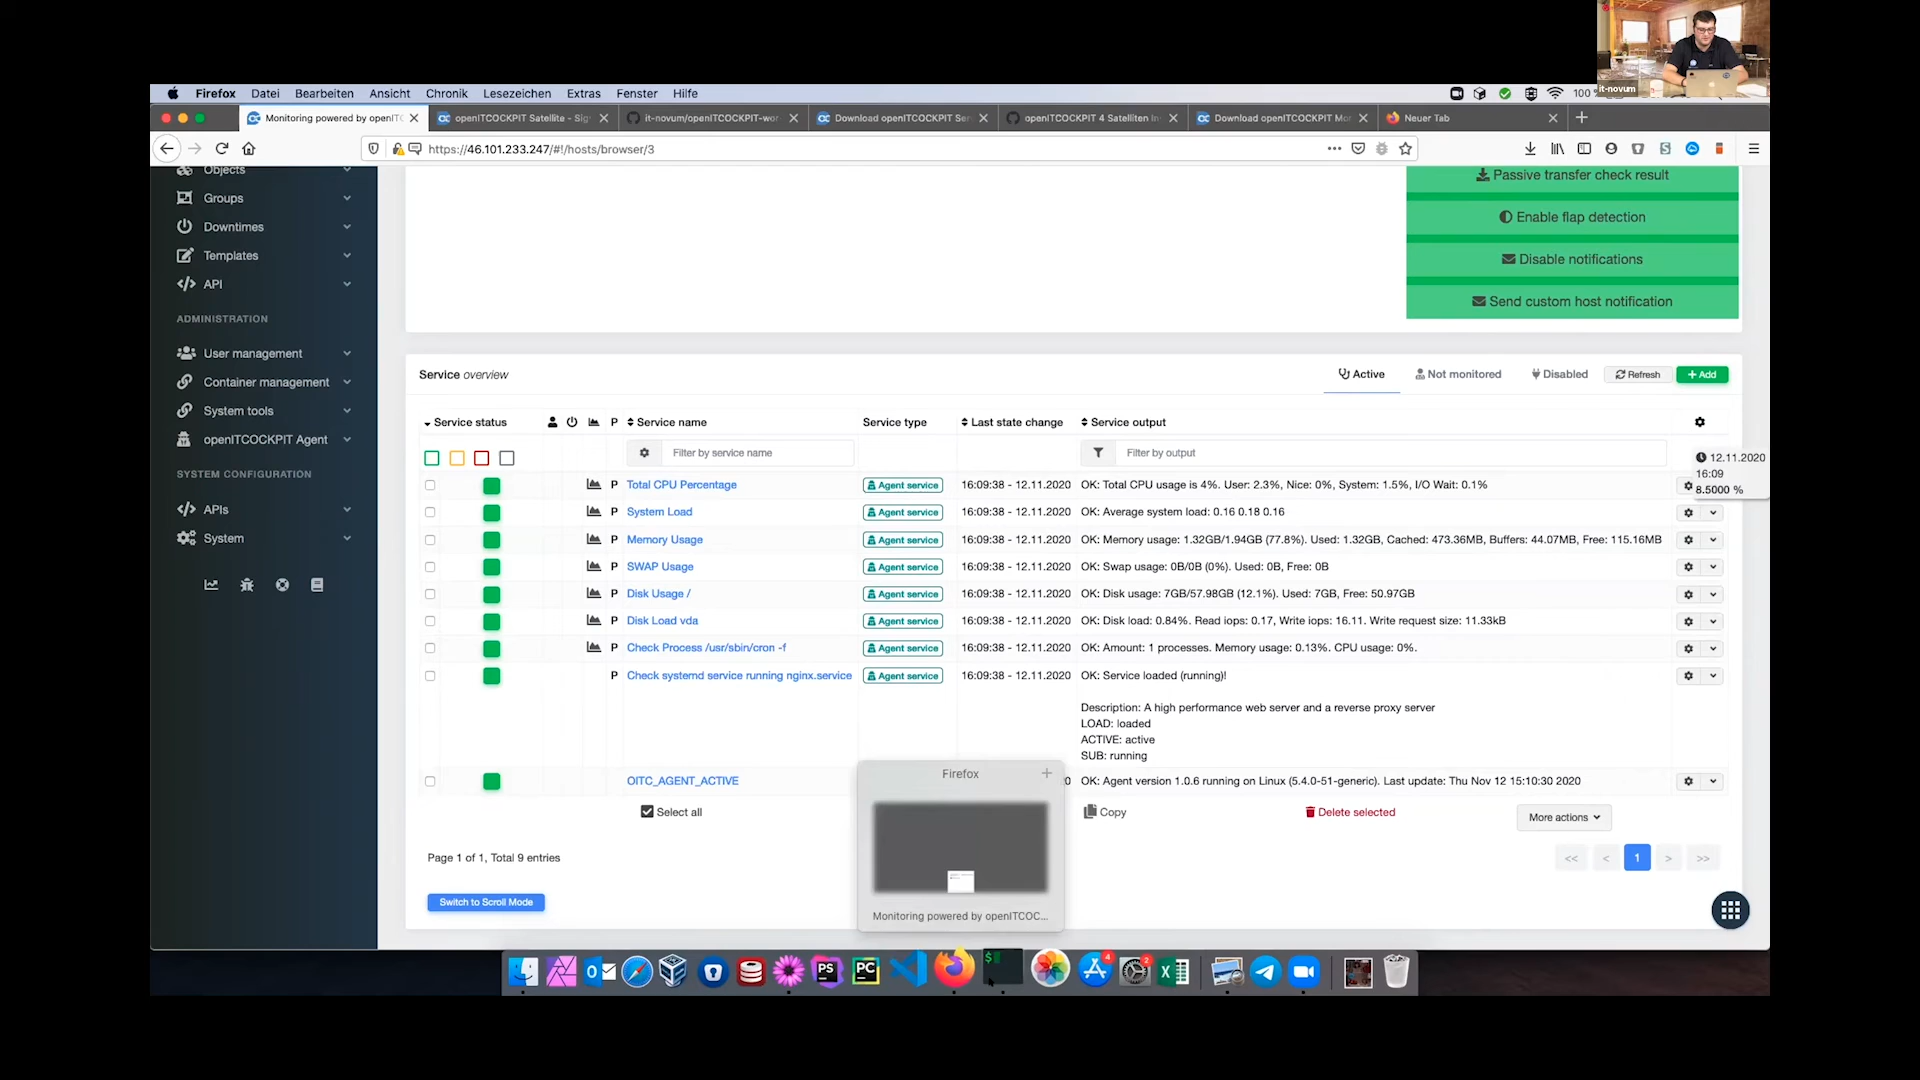 it-novum
Firefox Datei Bearbeiten Ansicht Chronik Lesezeichen Extras Fenster Hilfe 100
Monitoring powered by openITC openITCOCKPIT Satellite - Sig it-novum/openITCOCKPIT-wor Download openITCOCKPIT Ser openITCOCKPIT 4 Satelliten In Download openITCOCKPIT Mo Neuer Tab
https://46.101.233.247/#!/hosts/browser/3
Objects
Groups
Downtimes
Templates
API
ADMINISTRATION
User management
Container management
System tools
openITCOCKPIT Agent
SYSTEM CONFIGURATION
APIs
System
Passive transfer check result
Enable flap detection
Disable notifications
Send custom host notification
Service overview
Active Not monitored Disabled Refresh + Add
Service status P Service name Service type Last state change Service output
Filter by service name Filter by output
12.11.2020
16:09
8.5000 %
P Total CPU Percentage Agent service 16:09:38 - 12.11.2020 OK: Total CPU usage is 4%. User: 2.3%, Nice: 0%, System: 1.5%, I/O Wait: 0.1%
P System Load Agent service 16:09:38 - 12.11.2020 OK: Average system load: 0.16 0.18 0.16
P Memory Usage Agent service 16:09:38 - 12.11.2020 OK: Memory usage: 1.32GB/1.94GB (77.8%). Used: 1.32GB, Cached: 473.36MB, Buffers: 44.07MB, Free: 115.16MB
P SWAP Usage Agent service 16:09:38 - 12.11.2020 OK: Swap usage: 0B/0B (0%). Used: 0B, Free: 0B
P Disk Usage / Agent service 16:09:38 - 12.11.2020 OK: Disk usage: 7GB/57.98GB (12.1%). Used: 7GB, Free: 50.97GB
P Disk Load vda Agent service 16:09:38 - 12.11.2020 OK: Disk load: 0.84%. Read iops: 0.17, Write iops: 16.11. Write request size: 11.33kB
P Check Process /usr/sbin/cron -f Agent service 16:09:38 - 12.11.2020 OK: Amount: 1 processes. Memory usage: 0.13%. CPU usage: 0%.
P Check systemd service running nginx.service Agent service 16:09:38 - 12.11.2020 OK: Service loaded (running)!
Description: A high performance web server and a reverse proxy server
LOAD: loaded
ACTIVE: active
SUB: running
OITC_AGENT_ACTIVE 0 OK: Agent version 1.0.6 running on Linux (5.4.0-51-generic). Last update: Thu Nov 12 15:10:30 2020
Select all Copy Delete selected More actions
Page 1 of 1, Total 9 entries
<< < 1 > >>
Switch to Scroll Mode
Firefox
Monitoring powered by openITCOC...
PS PC 4 2